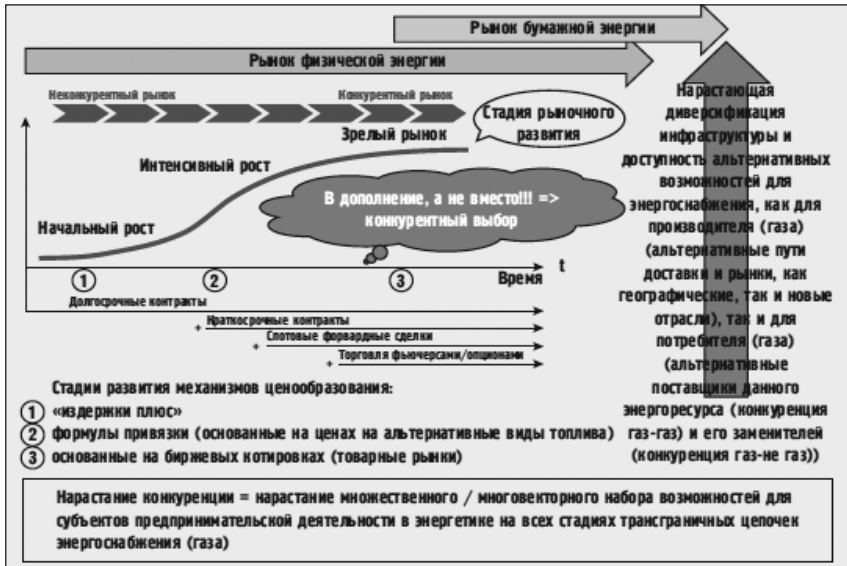 Рынок бумажной энергии
Рынок физической энергии
Неконкурентный рынок
Конкурентный рынок
Зрелый рынок
Стадия рыночного
развития
Интенсивный рост
В дополнение, а не вместо!!! =>
конкурентный выбор
Начальный рост
1
2
3
Время
t
Долгосрочные контракты
+ Краткосрочные контракты
+ Спотовые форвардные сделки
+ Торговля фьючерсами/опционами
Нарастающая
диверсификация
инфраструктуры и
доступность альтернативных
возможностей для
энергоснабжения, как для
производителя (газа)
(альтернативные пути
доставки и рынки, как
географические, так и новые
отрасли), так и для
потребителя (газа)
(альтернативные
поставщики данного
энергоресурса (конкуренция
газ-газ) и его заменителей
(конкуренция газ-не газ))
Стадии развития механизмов ценообразования:
1 «издержки плюс»
2 формулы привязки (основанные на ценах на альтернативные виды топлива)
3 основанные на биржевых котировках (товарные рынки)
Нарастание конкуренции = нарастание множественного / многовекторного набора возможностей для
субъектов предпринимательской деятельности в энергетике на всех стадиях трансграничных цепочек
энергоснабжения (газа)